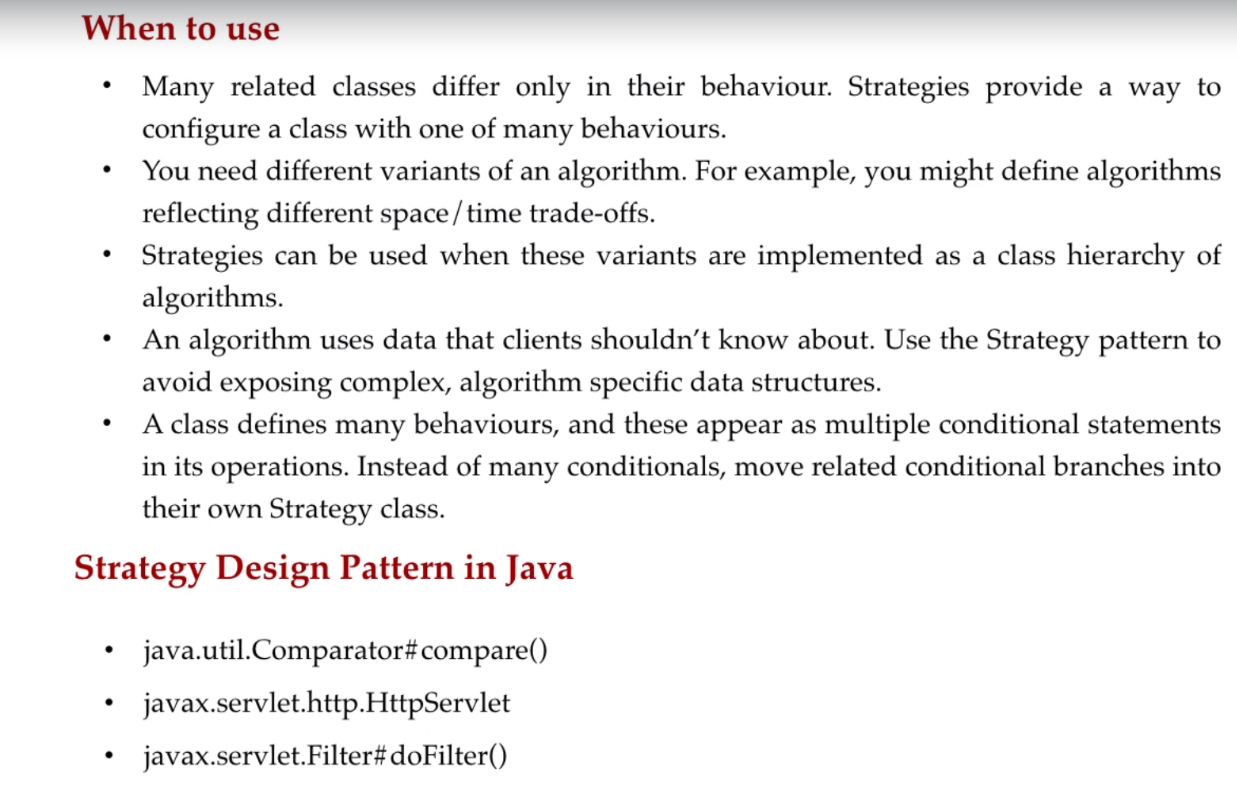 When to use
• Many related classes differ only in their behaviour. Strategies provide a way to
configure a class with one of many behaviours.
• You need different variants of an algorithm. For example, you might define algorithms
reflecting different space/time trade-offs.
• Strategies can be used when these variants are implemented as a class hierarchy of
algorithms.
• An algorithm uses data that clients shouldn't know about. Use the Strategy pattern to
avoid exposing complex, algorithm specific data structures.
• A class defines many behaviours, and these appear as multiple conditional statements
in its operations. Instead of many conditionals, move related conditional branches into
their own Strategy class.
Strategy Design Pattern in Java
• java.util.Comparator#compare()
• javax.servlet.http.HttpServlet
• javax.servlet.Filter#doFilter()